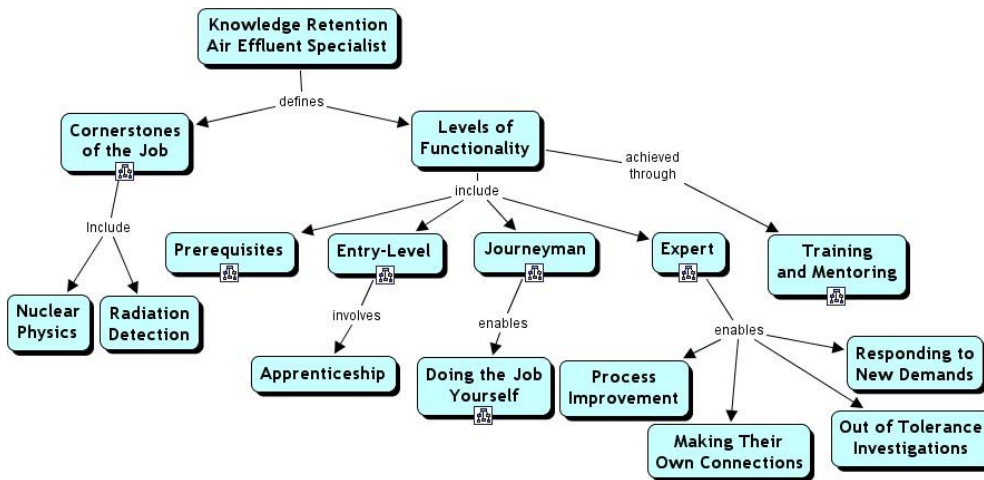 Knowledge Retention
Air Effluent Specialist
defines
Cornerstones
of the Job
Levels of
Functionality
achieved
through
Include
include
Prerequisites
Entry-Level
Journeyman
Expert
Training
and Mentoring
Nuclear
Physics
Radiation
Detection
involves
enables
enables
Apprenticeship
Doing the Job
Yourself
Process
Improvement
Responding to
New Demands
Making Their
Own Connections
Out of Tolerance
Investigations